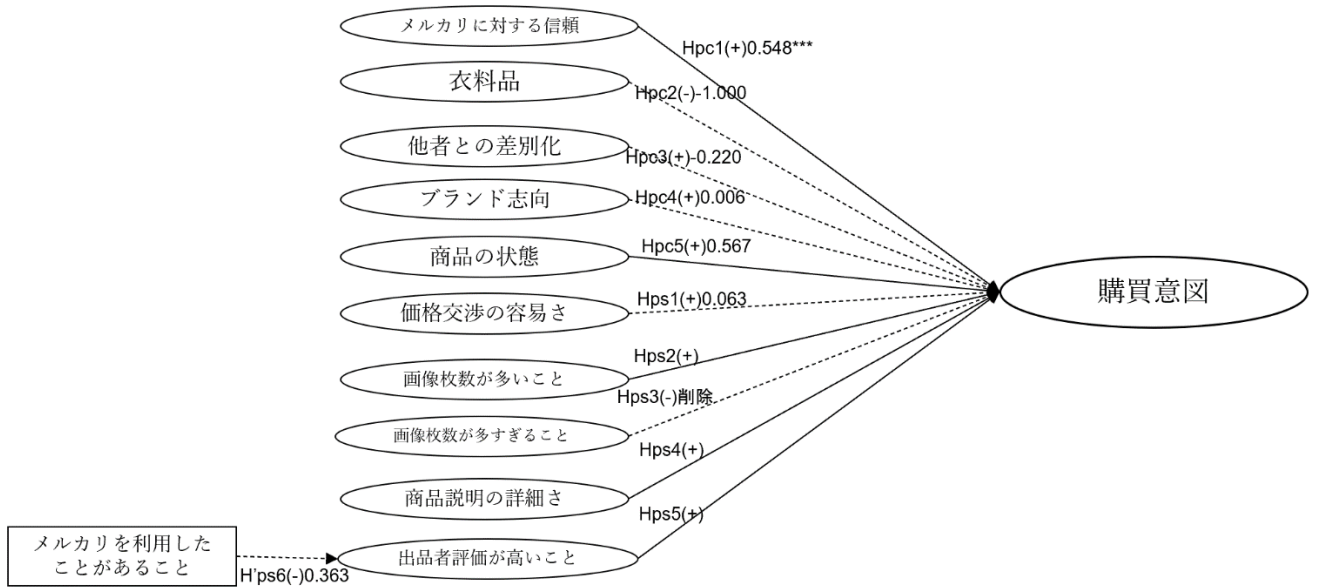 メルカリに対する信頼
Hpc1(+)0.548***
衣料品
Hpc2(-)-1.000
他者との差別化
Hpc3(+)-0.220
ブランド志向
Hpc4(+)0.006
商品の状態
Hpc5(+)0.567
購買意図
価格交渉の容易さ
Hps1(+)0.063
画像枚数が多いこと
Hps2(+)
Hps3(-)削除
画像枚数が多すぎること
Hps4(+)
商品説明の詳細さ
Hps5(+)
メルカリを利用した
ことがあること
H'ps6(-)0.363
出品者評価が高いこと